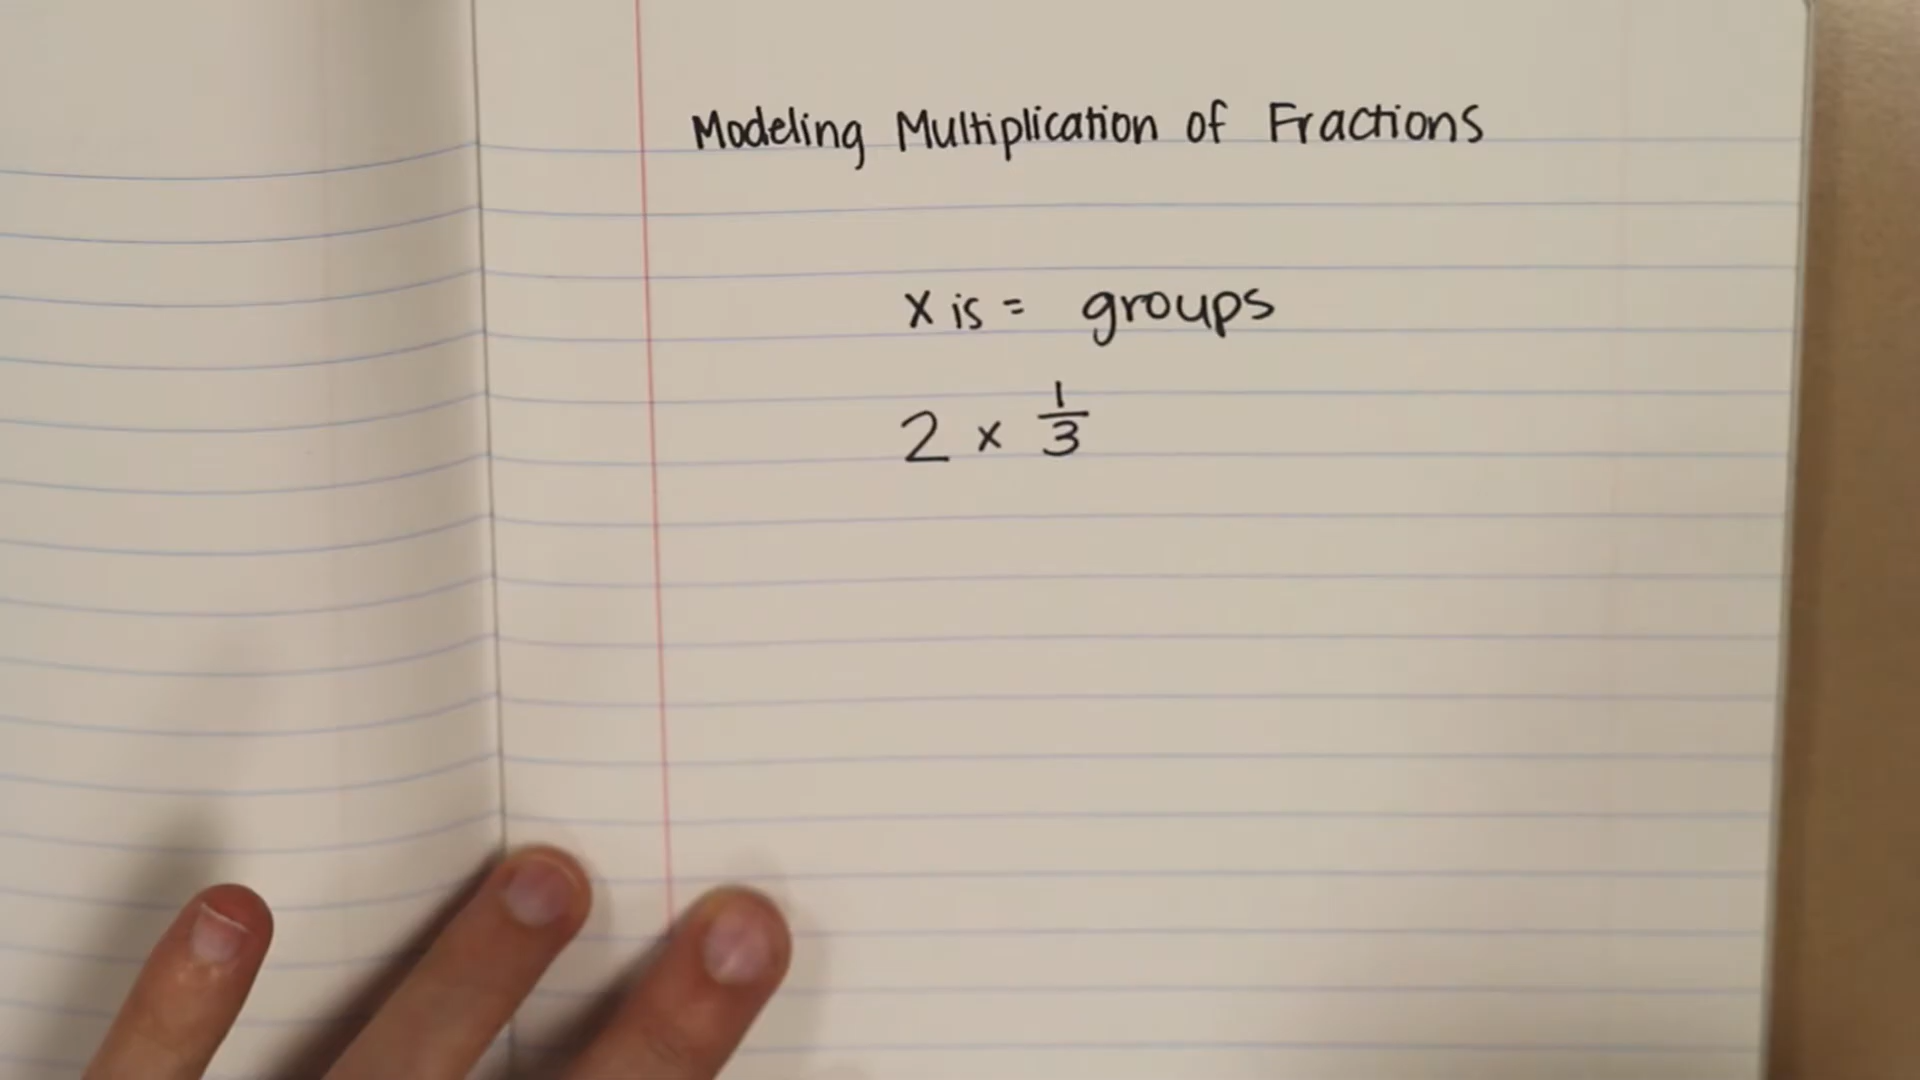 Modeling Multiplication of Fractions
x is = groups
2 x 1/3